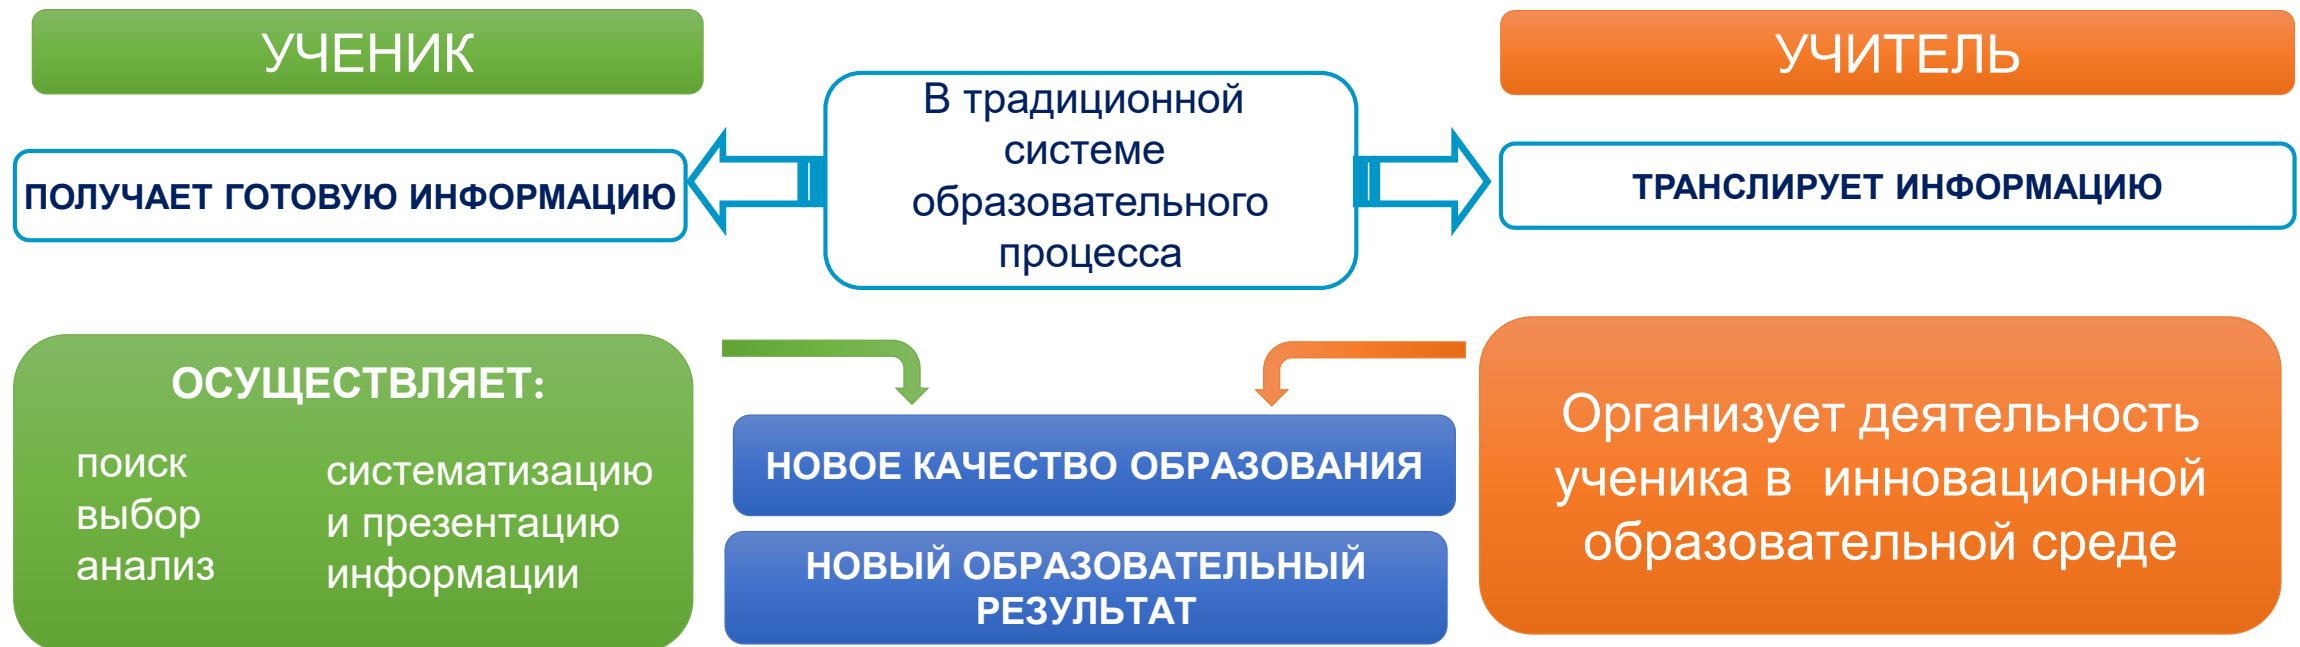 УЧЕНИК
УЧИТЕЛЬ
В традиционной
системе
образовательного
процесса
ПОЛУЧАЕТ ГОТОВУЮ ИНФОРМАЦИЮ
ТРАНСЛИРУЕТ ИНФОРМАЦИЮ
ОСУЩЕСТВЛЯЕТ:
поиск
выбор
анализ
систематизацию
и презентацию
информации
НОВОЕ КАЧЕСТВО ОБРАЗОВАНИЯ
НОВЫЙ ОБРАЗОВАТЕЛЬНЫЙ
РЕЗУЛЬТАТ
Организует деятельность
ученика в  инновационной
образовательной среде